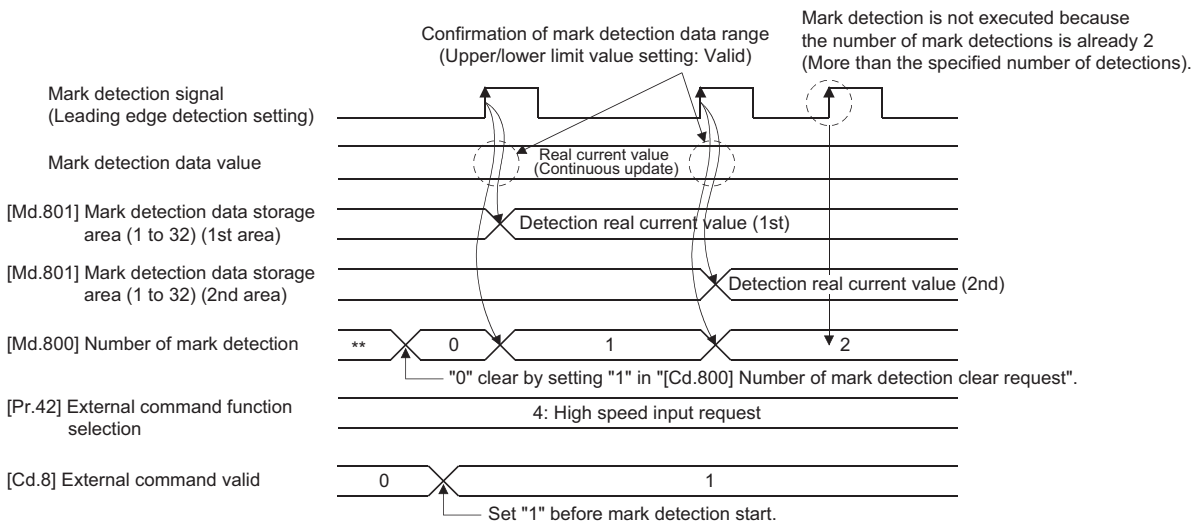 Mark detection is not executed because
the number of mark detections is already 2
(More than the specified number of detections).
Confirmation of mark detection data range
(Upper/lower limit value setting: Valid)
Mark detection signal
(Leading edge detection setting)
Mark detection data value
Real current value
(Continuous update)
[Md.801] Mark detection data storage
area (1 to 32) (1st area)
Detection real current value (1st)
[Md.801] Mark detection data storage
area (1 to 32) (2nd area)
Detection real current value (2nd)
[Md.800] Number of mark detection
** 0 1 2
"0" clear by setting "1" in "[Cd.800] Number of mark detection clear request".
[Pr.42] External command function
selection
4: High speed input request
[Cd.8] External command valid
0 1
Set "1" before mark detection start.